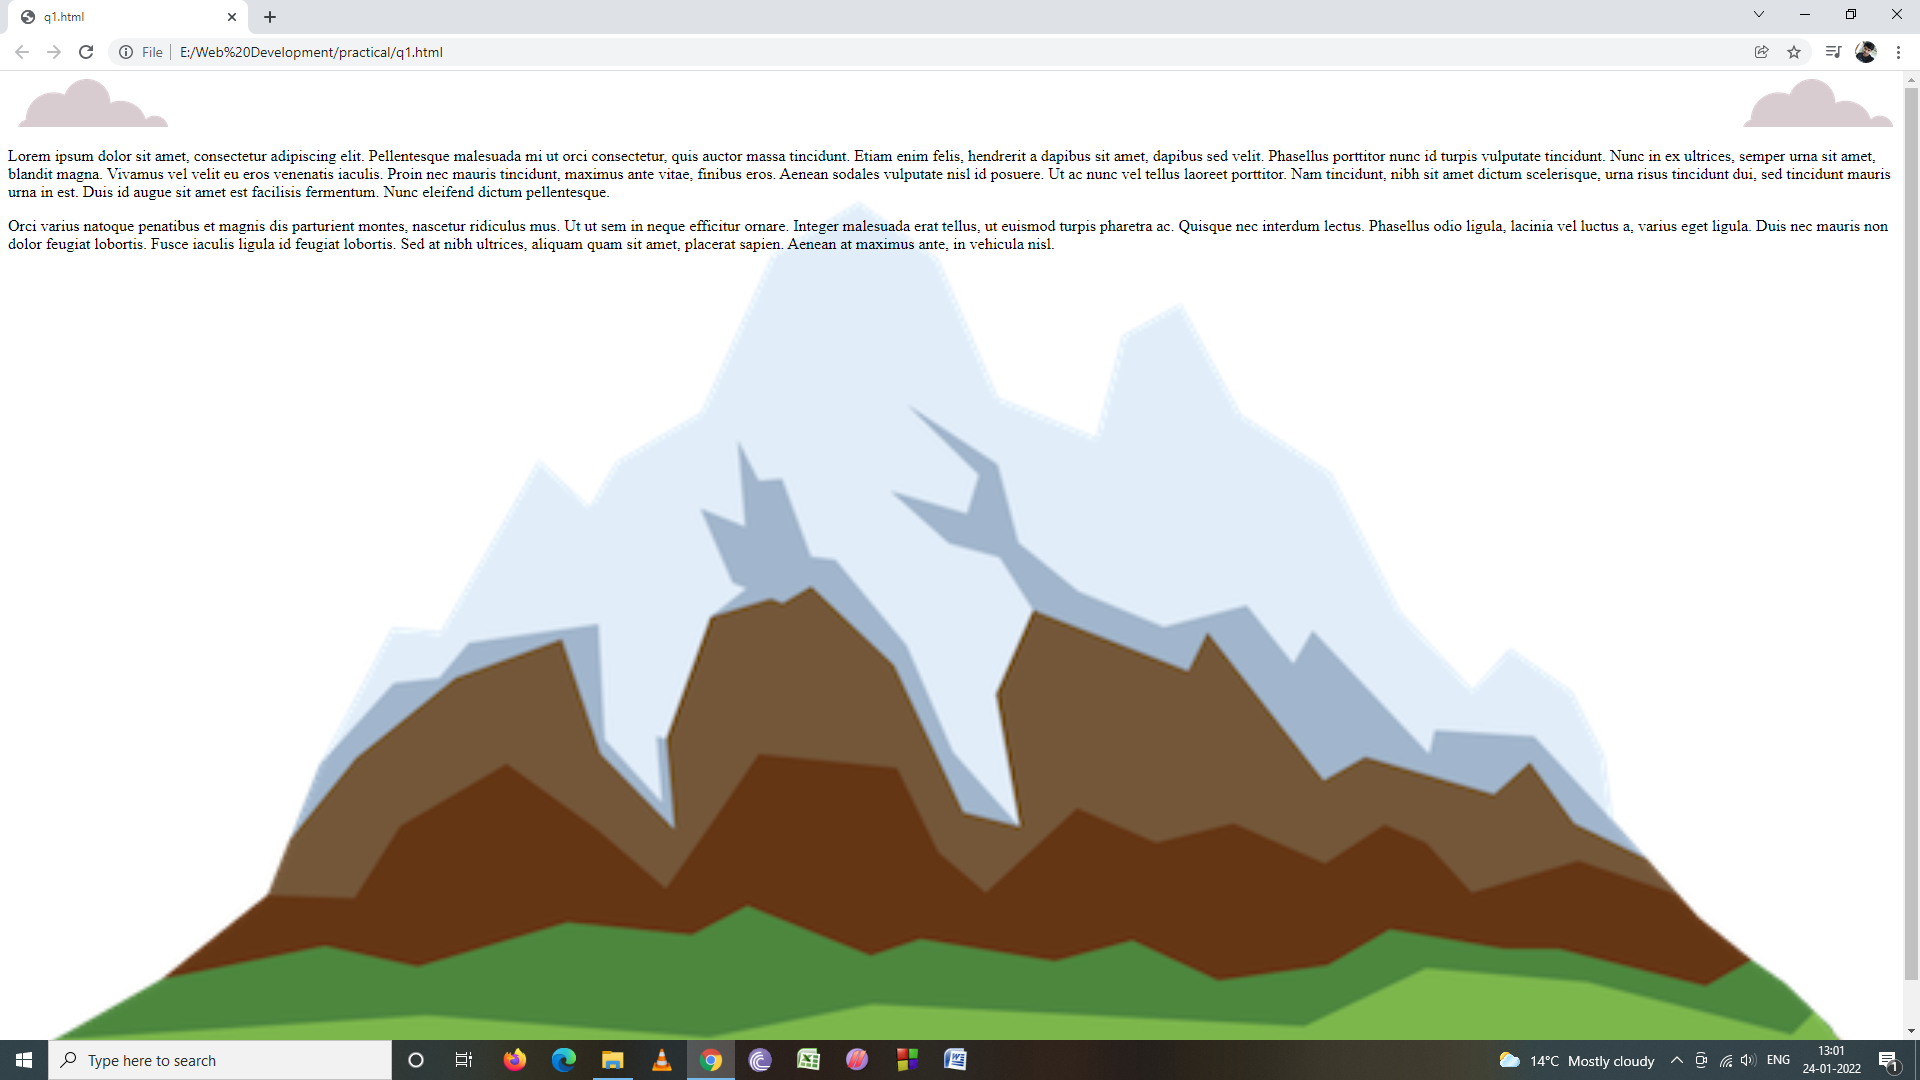 q1.html
File
E:/Web%20Development/practical/q1.html
Lorem ipsum dolor sit amet, consectetur adipiscing elit. Pellentesque malesuada mi ut orci consectetur, quis auctor massa tincidunt. Etiam enim felis, hendrerit a dapibus sit amet, dapibus sed velit. Phasellus porttitor nunc id turpis vulputate tincidunt. Nunc in ex ultrices, semper urna sit amet,
blandit magna. Vivamus vel velit eu eros venenatis iaculis. Proin nec mauris tincidunt, maximus ante vitae, finibus eros. Aenean sodales vulputate nisl id posuere. Ut ac nunc vel tellus laoreet porttitor. Nam tincidunt, nibh sit amet dictum scelerisque, urna risus tincidunt dui, sed tincidunt mauris
urna in est. Duis id augue sit amet est facilisis fermentum. Nunc eleifend dictum pellentesque.
Orci varius natoque penatibus et magnis dis parturient montes, nascetur ridiculus mus. Ut ut sem in neque efficitur ornare. Integer malesuada erat tellus, ut euismod turpis pharetra ac. Quisque nec interdum lectus. Phasellus odio ligula, lacinia vel luctus a, varius eget ligula. Duis nec mauris non
dolor feugiat lobortis. Fusce iaculis ligula id feugiat lobortis. Sed at nibh ultrices, aliquam quam sit amet, placerat sapien. Aenean at maximus ante, in vehicula nisl.
Type here to search
14°C Mostly cloudy
ENG
13:01
24-01-2022
1